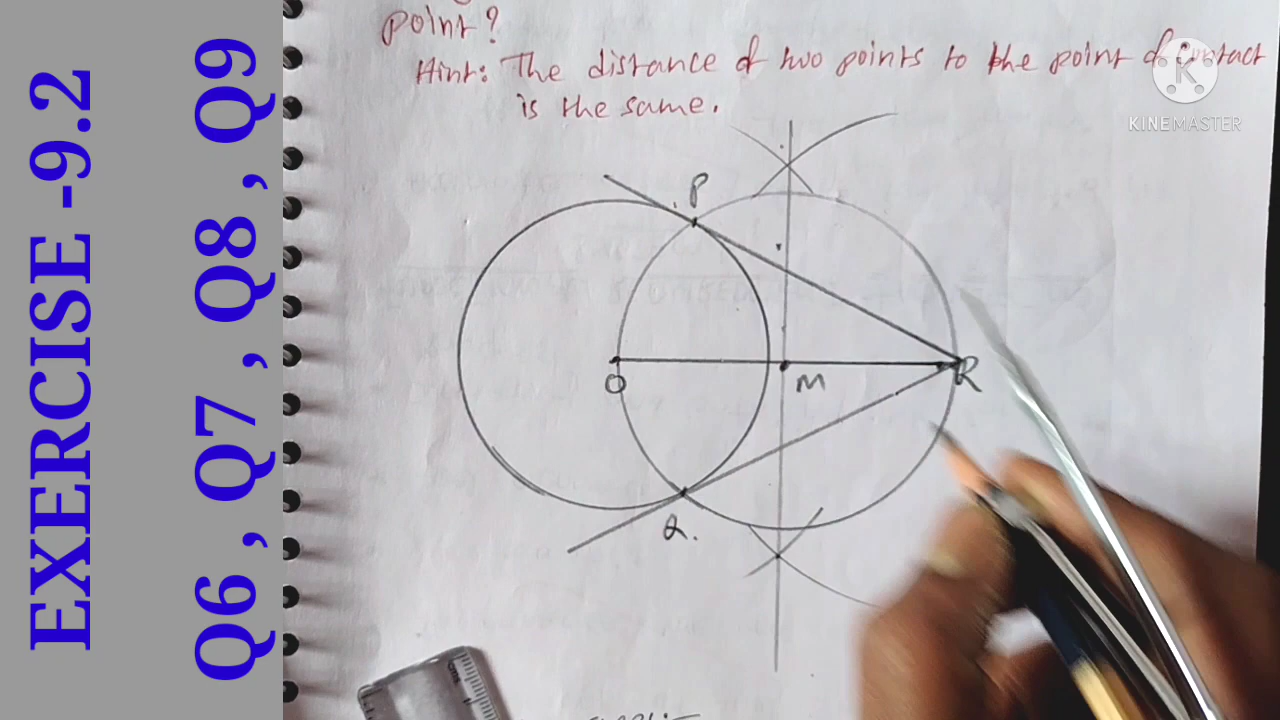 EXERCISE -9.2
Q6 , Q7 , Q8 , Q9
point?
Hint: The distance of two points to the point of contact
is the same.
K
KINEMASTER
P
O
M
R
Q.
cms